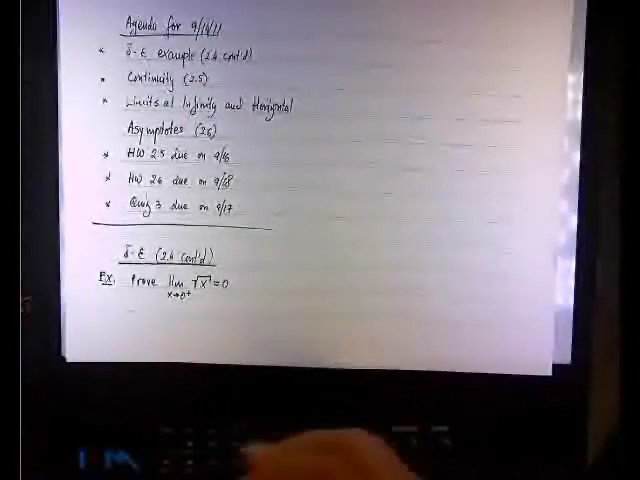 Agenda for 9/14/11
* δ-ε example (2.4 cont'd)
* Continuity (2.5)
* Limits at Infinity and Horizontal
Asymptotes (2.6)
* HW 2.5 due on 9/16
* HW 2.6 due on 9/18
* Quiz 3 due on 9/17
δ-ε (2.4 cont'd)
Ex: Prove lim √x = 0
x→0⁺